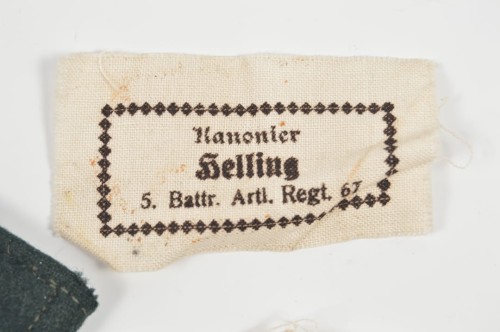 Kanonier
Helling
5. Battr. Artl. Regt. 67